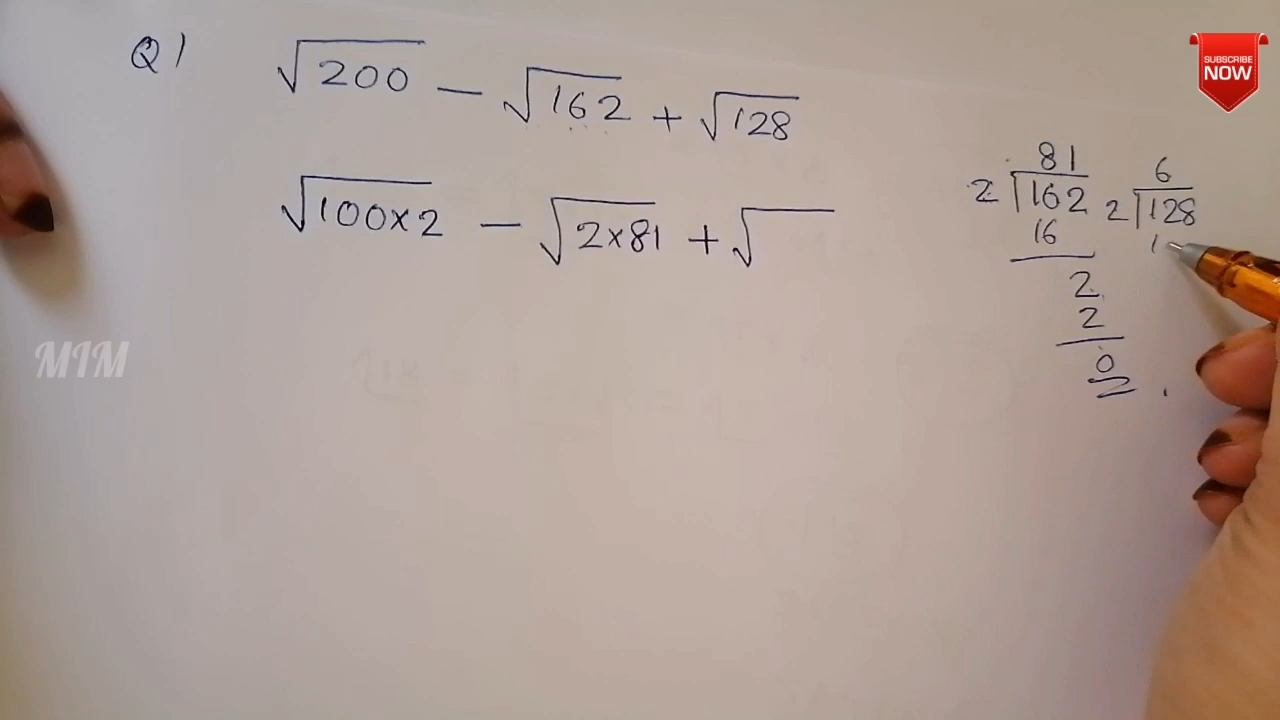 Q 1 √200 − √162 + √128
√100×2 − √2×81 + √
81
2 162
16
2
2
0
6
2 128
1
SUBSCRIBE
NOW
MIM